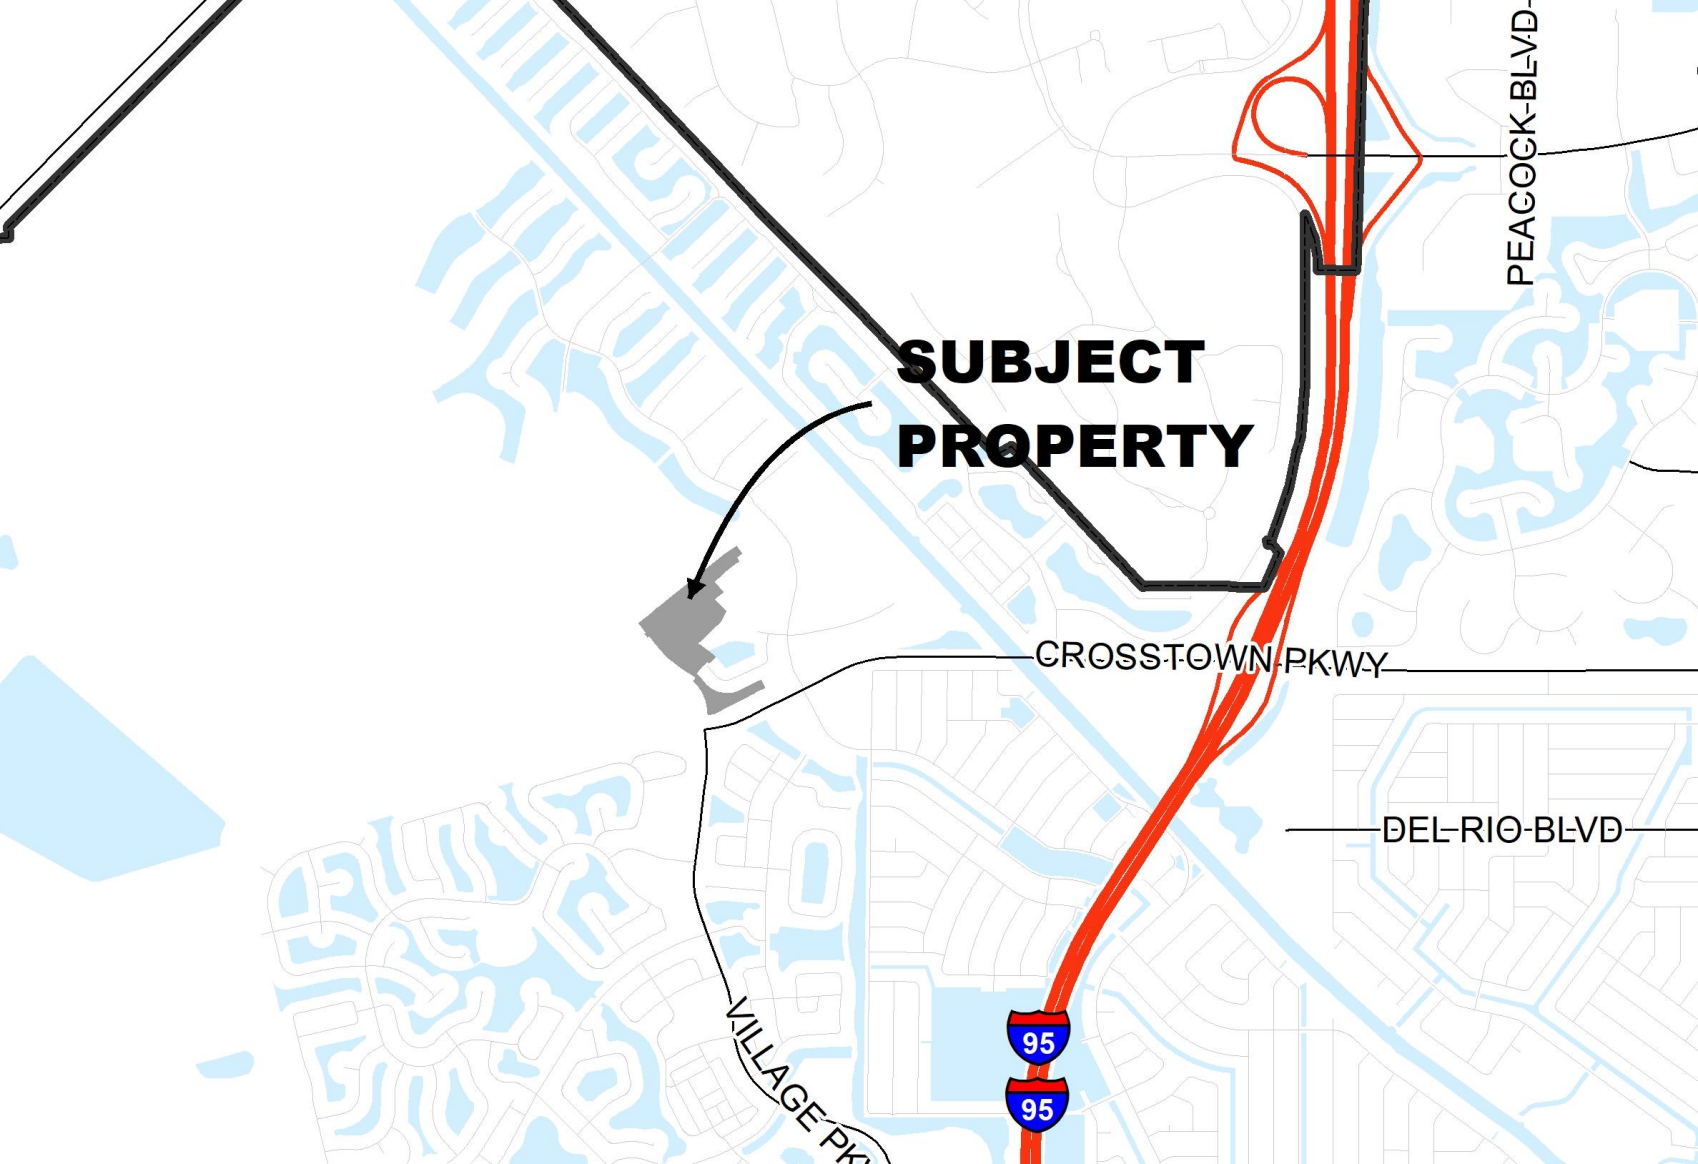 PEACOCK BLVD
SUBJECT
PROPERTY
CROSSTOWN PKWY
DEL RIO BLVD
VILLAGE PK
95
95